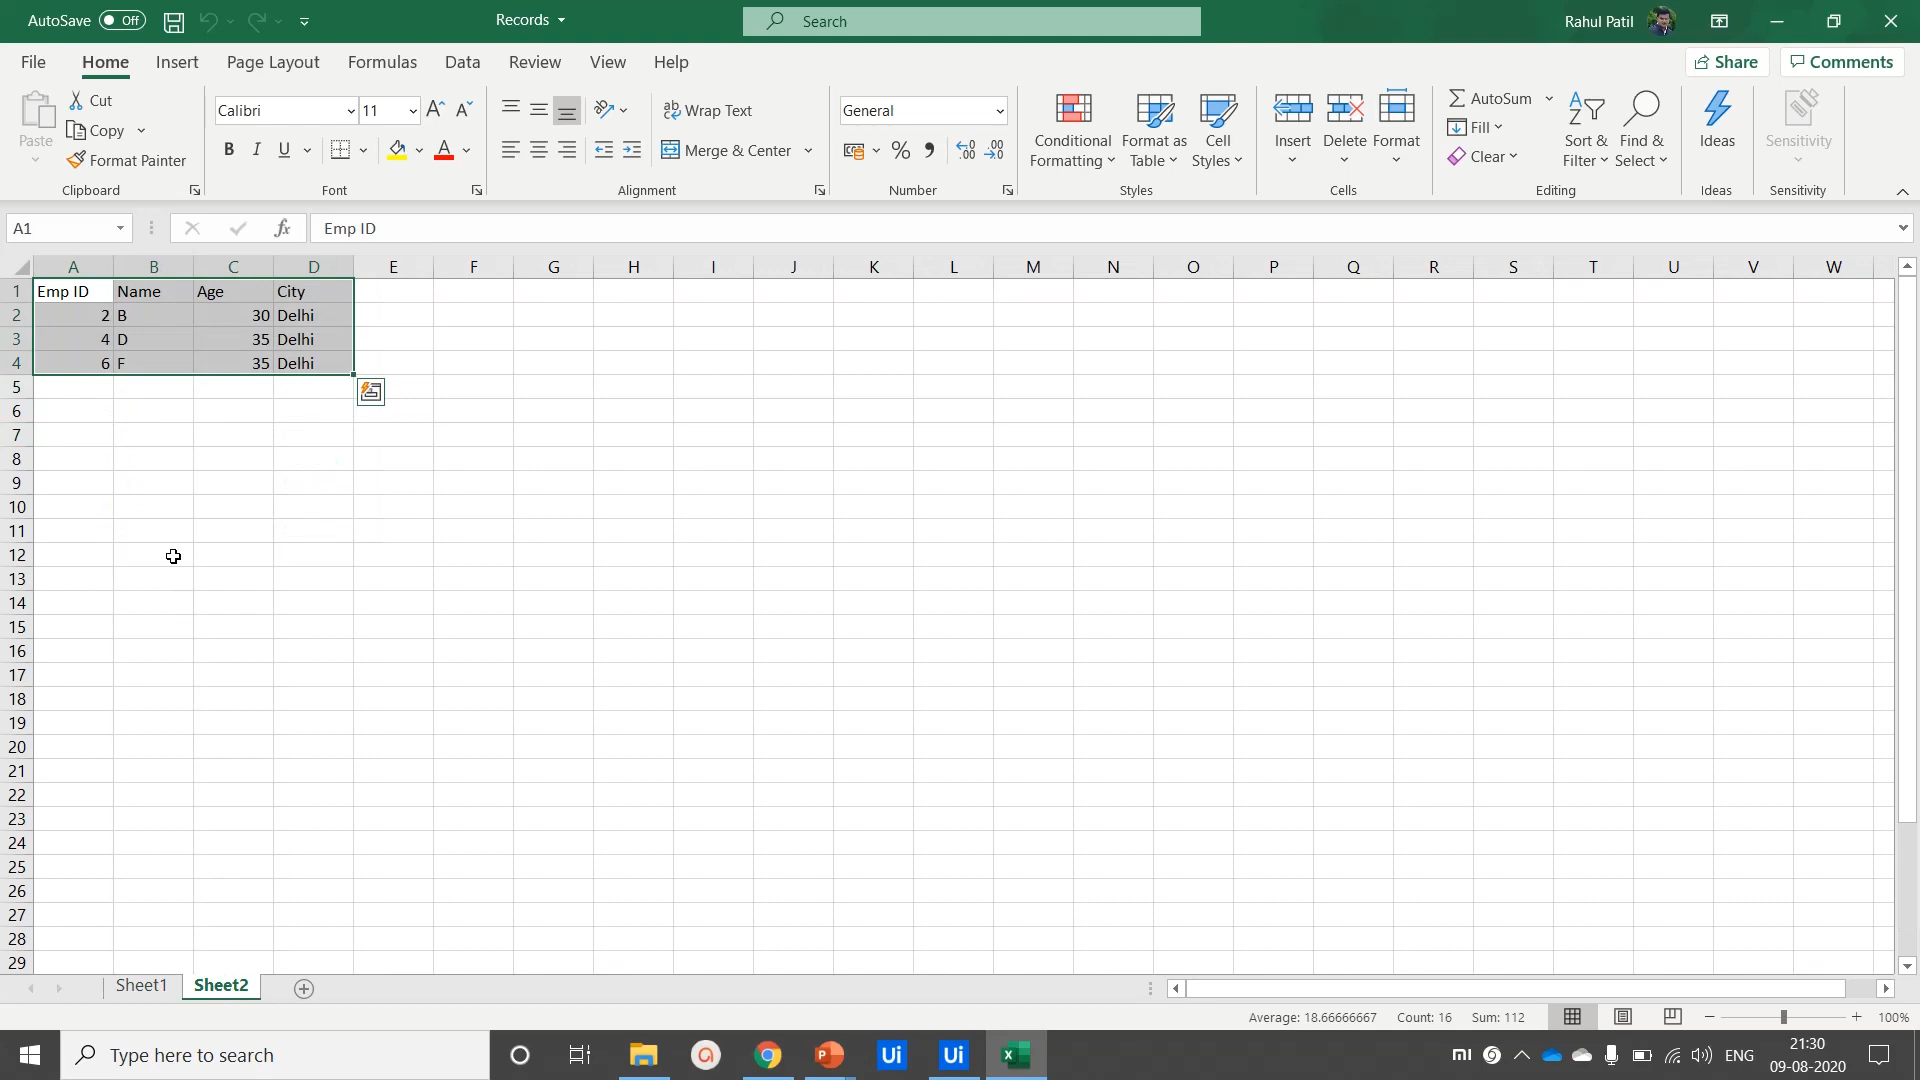 AutoSave Off Records Search Rahul Patil
File Home Insert Page Layout Formulas Data Review View Help Share Comments
Paste Cut Copy Format Painter
Calibri 11
B I U A
Wrap Text
Merge & Center
General
Conditional Formatting Format as Table Cell Styles
Insert Delete Format
AutoSum Fill Clear
Sort & Filter Find & Select
Ideas Sensitivity
Clipboard Font Alignment Number Styles Cells Editing Ideas Sensitivity
A1 fx Emp ID
A B C D E F G H I J K L M N O P Q R S T U V W
1 Emp ID Name Age City
2 2 B 30 Delhi
3 4 D 35 Delhi
4 6 F 35 Delhi
5
6
7
8
9
10
11
12
13
14
15
16
17
18
19
20
21
22
23
24
25
26
27
28
29
Sheet1 Sheet2
Average: 18.66666667 Count: 16 Sum: 112 100%
Type here to search Ui Ui ENG 21:30
09-08-2020